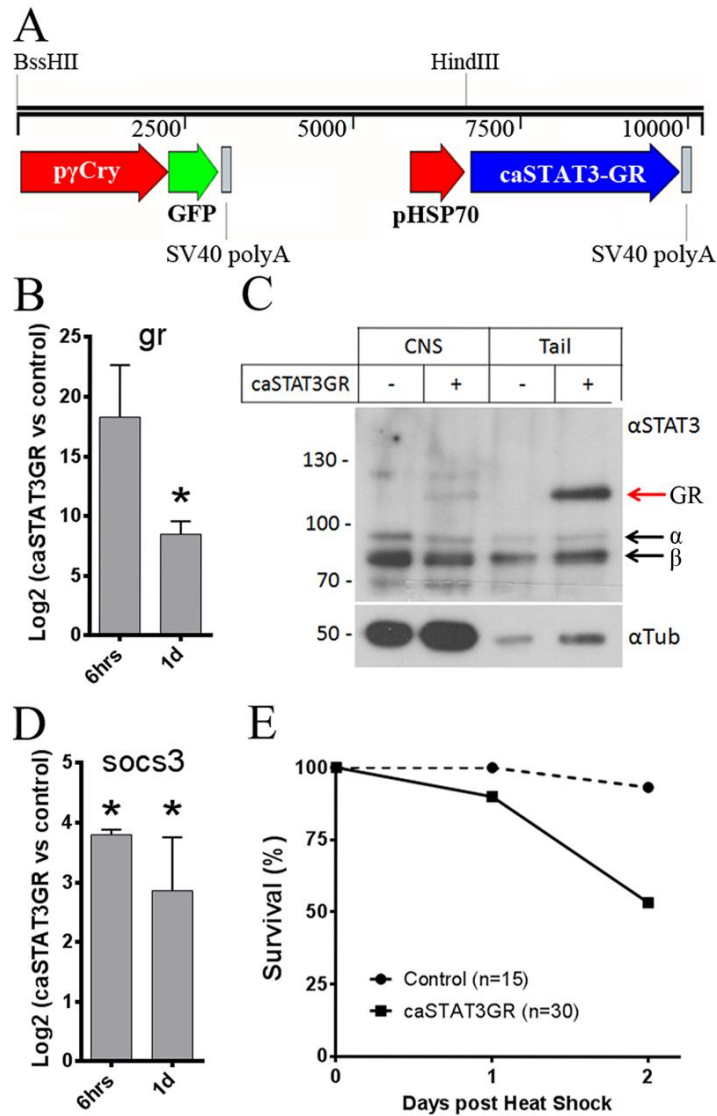 A
BssHII
HindIII
2500
5000
7500
10000
pγCry
caSTAT3-GR
GFP
pHSP70
SV40 polyA
SV40 polyA
B
gr
Log2 (caSTAT3GR vs control)
25
20
15
10
5
0
*
6hrs
1d
C
CNS
Tail
caSTAT3GR
-
+
-
+
αSTAT3
130 -
GR
100 -
α
β
70 -
50 -
αTub
D
socs3
Log2 (caSTAT3GR vs control)
5
4
3
2
1
0
*
*
6hrs
1d
E
Survival (%)
100
75
50
25
0
Control (n=15)
caSTAT3GR (n=30)
0
1
2
Days post Heat Shock